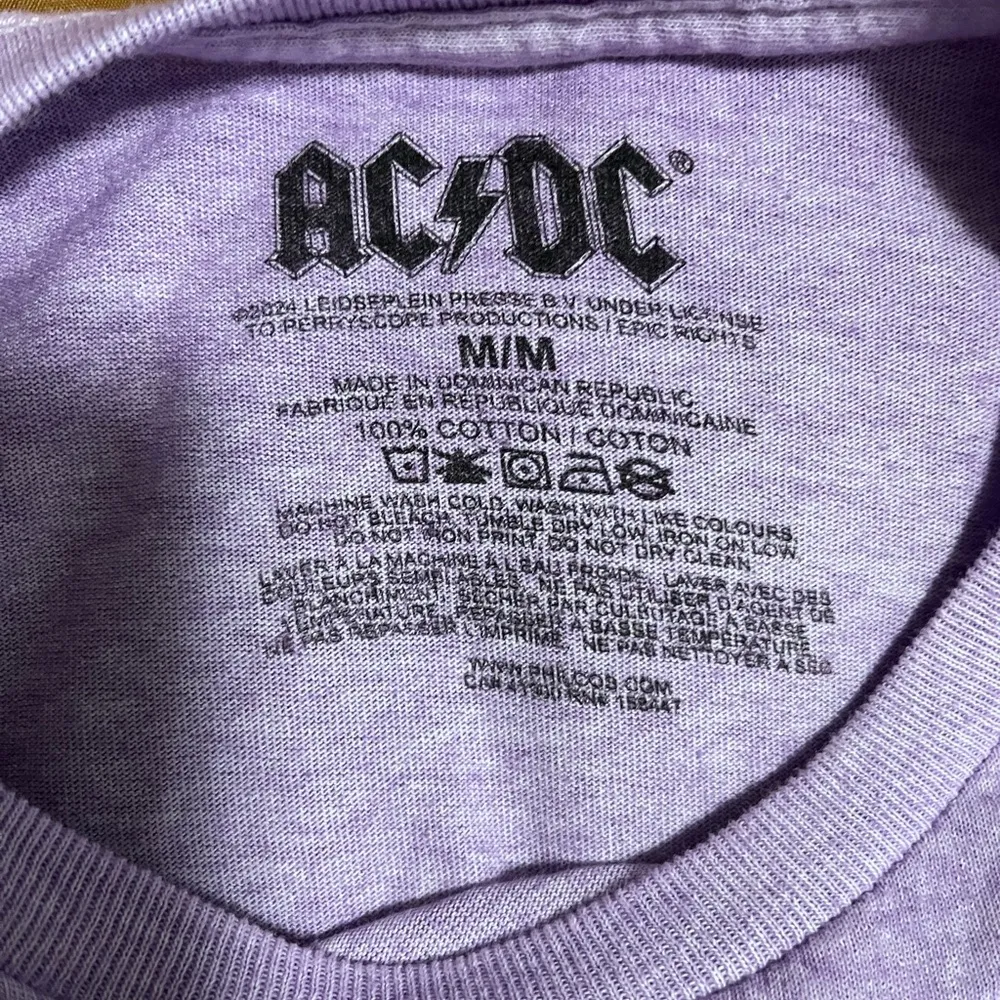 AC/DC®
©2024 LEIDSEPLEIN PRESSE B.V. UNDER LICENSE
TO PERRYSCOPE PRODUCTIONS / EPIC RIGHTS
M/M
MADE IN DOMINICAN REPUBLIC
FABRIQUÉ EN RÉPUBLIQUE DOMINICAINE
100% COTTON / COTON
MACHINE WASH COLD, WASH WITH LIKE COLOURS,
DO NOT BLEACH, TUMBLE DRY LOW, IRON ON LOW,
DO NOT IRON PRINT, DO NOT DRY CLEAN
LAVER À LA MACHINE À L'EAU FROIDE, LAVER AVEC DES
COULEURS SEMBLABLES, NE PAS UTILISER D'AGENT DE
BLANCHIMENT, SÉCHER PAR CULBUTAGE À BASSE
TEMPÉRATURE, REPASSER À BASSE TEMPÉRATURE,
NE PAS REPASSER L'IMPRIMÉ, NE PAS NETTOYER À SEC
WWW.PHILCOS.COM